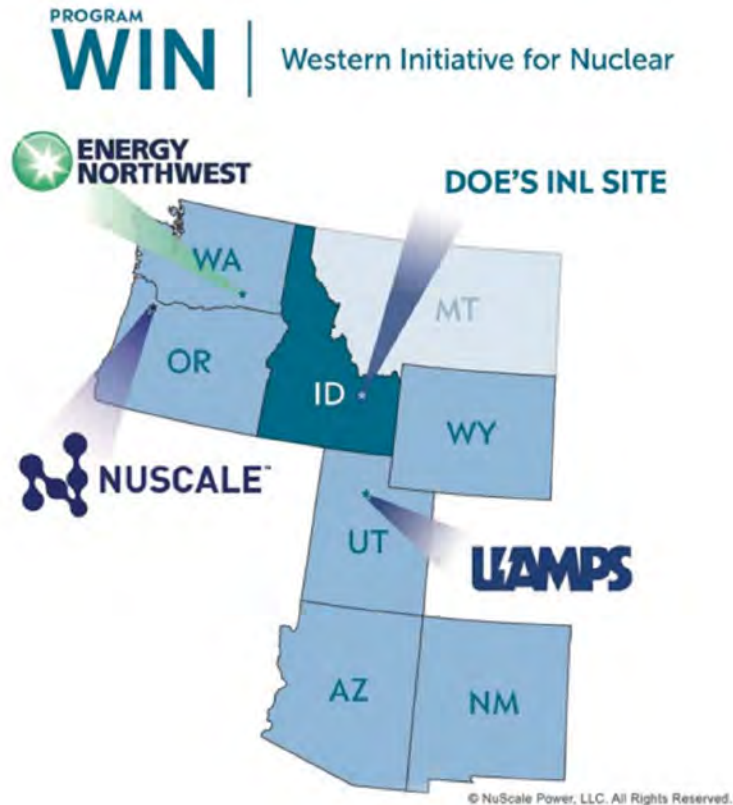 PROGRAM
WIN
Western Initiative for Nuclear
ENERGY
NORTHWEST
DOE'S INL SITE
WA
MT
OR
ID
WY
NUSCALE™
UT
UAMPS
AZ
NM
© NuScale Power, LLC. All Rights Reserved.